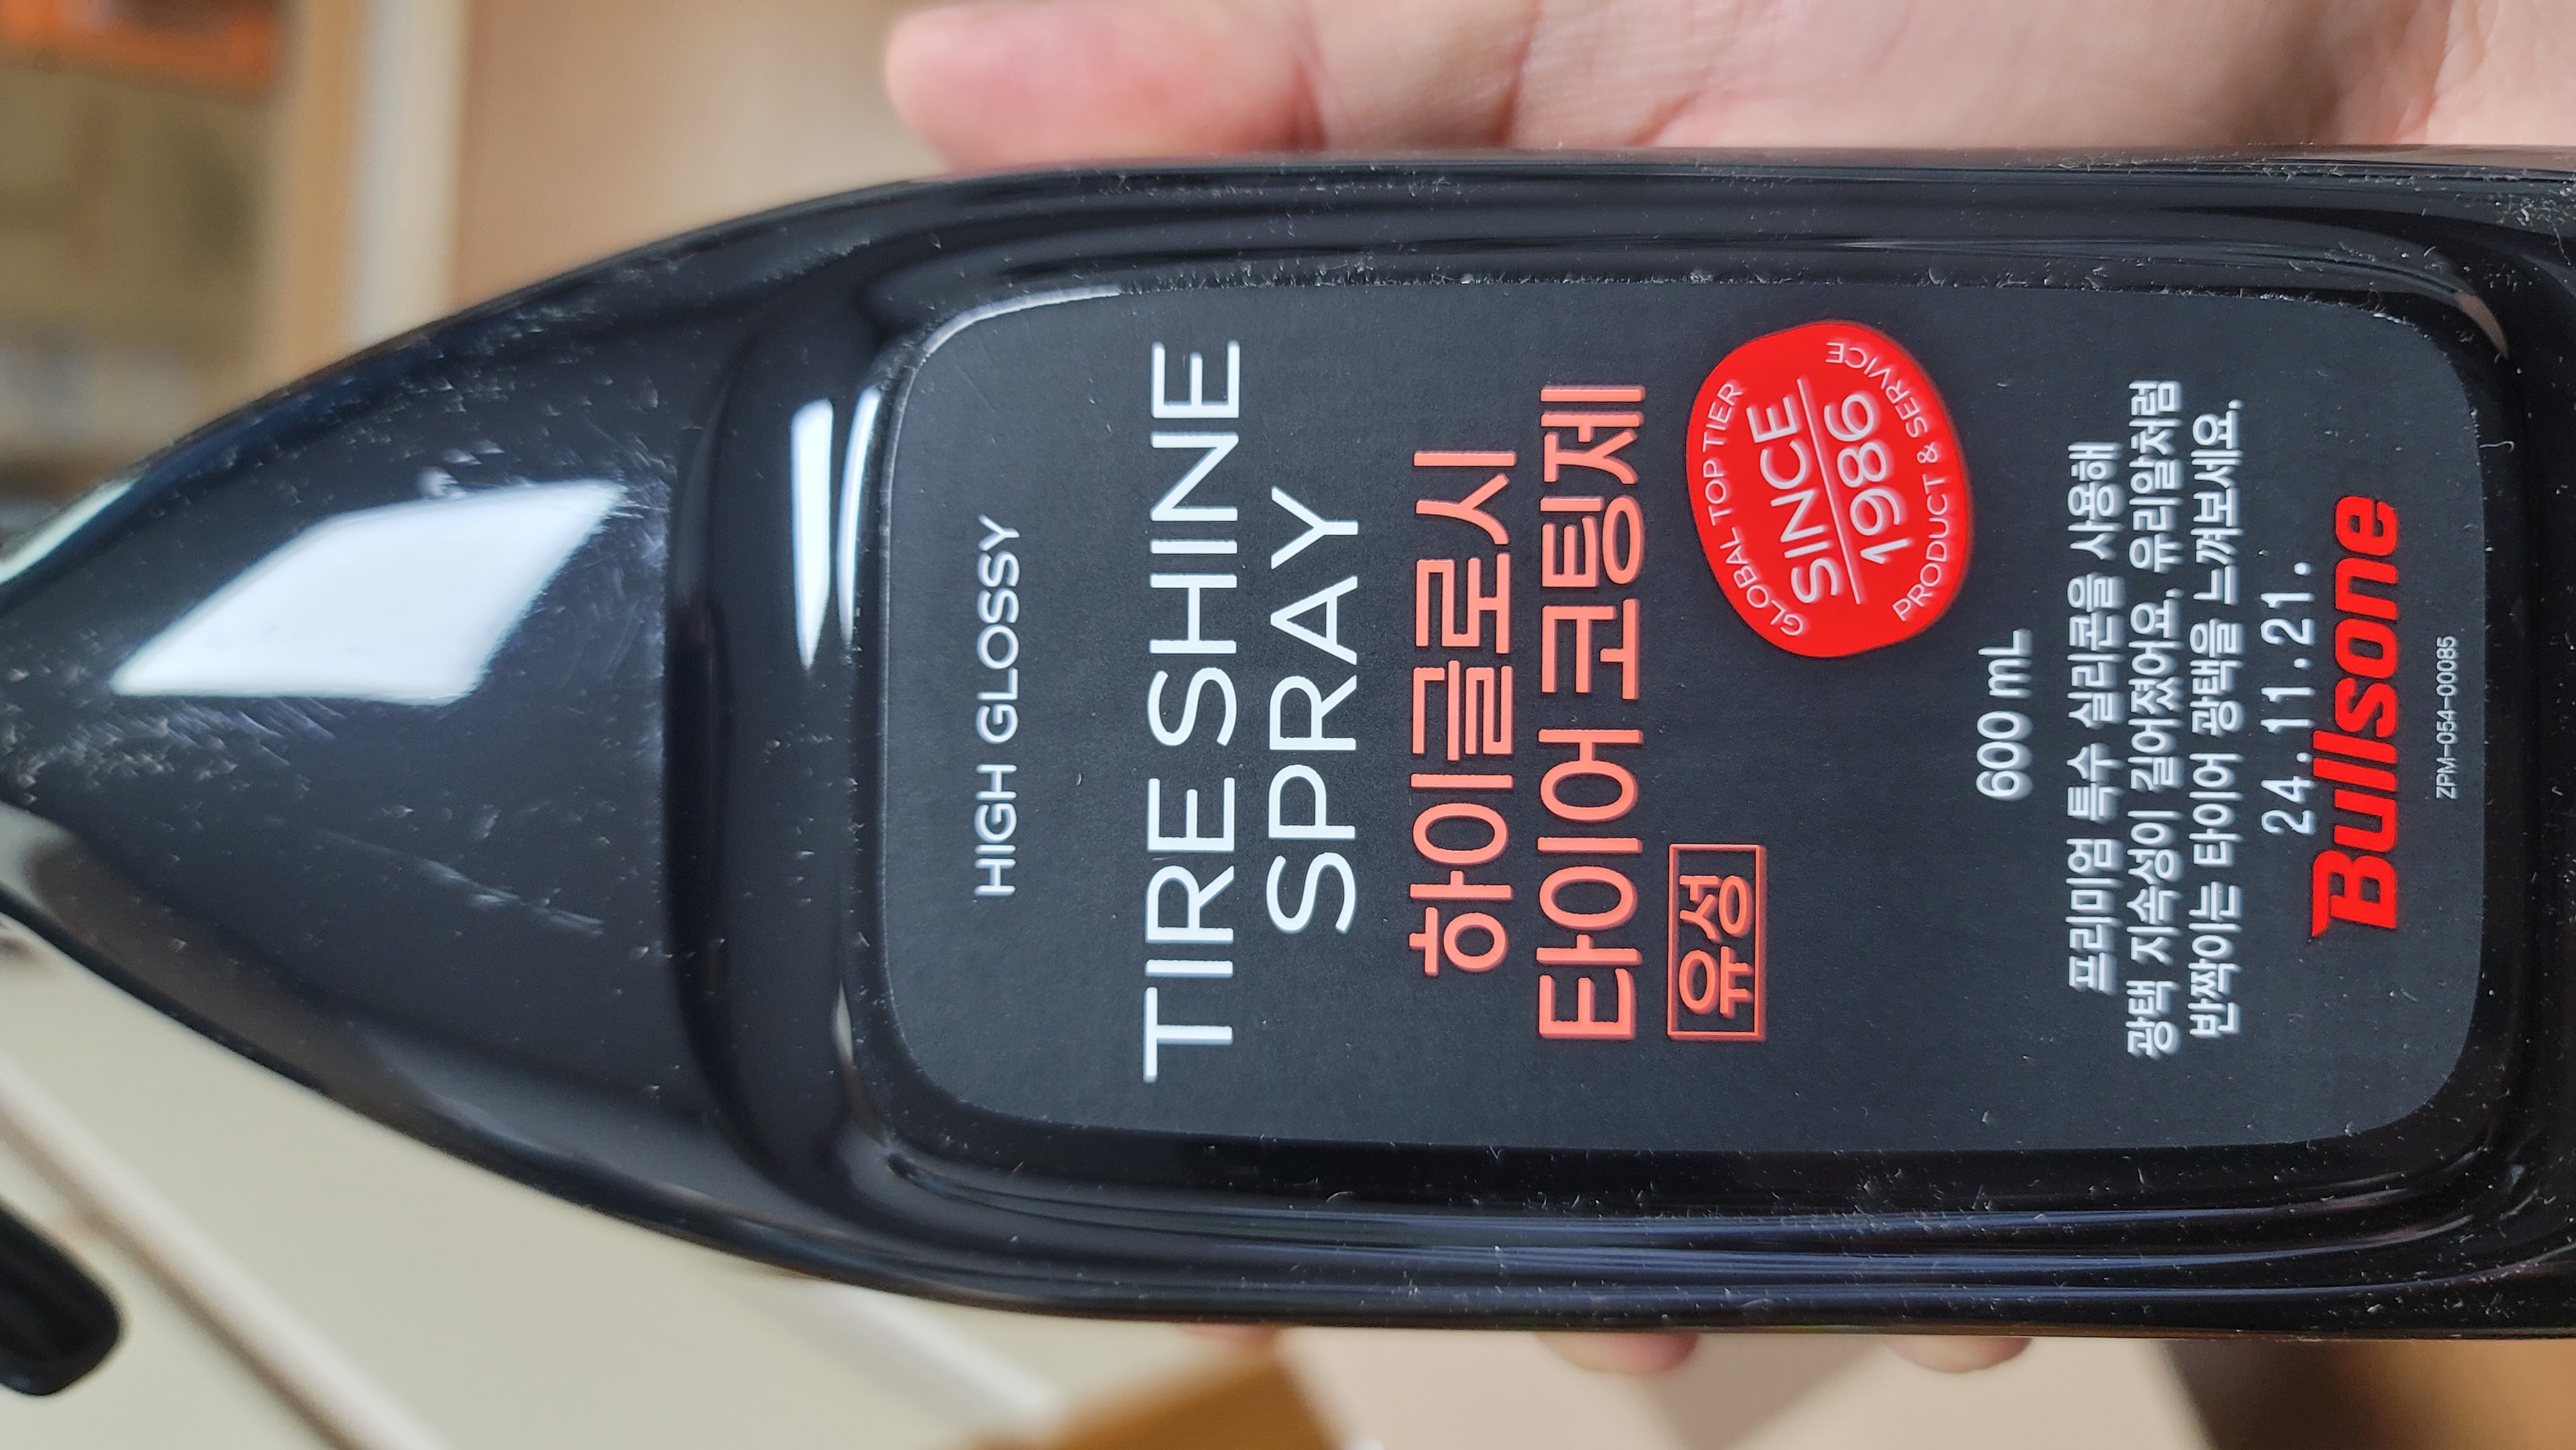 HIGH GLOSSY
TIRE SHINE
SPRAY
하이글로시
타이어 코팅제
유성
GLOBAL TOP TIER
SINCE
1986
PRODUCT & SERVICE
600 mL
프리미엄 특수 실리콘을 사용해
광택 지속성이 길어졌어요, 유리알처럼
반짝이는 타이어 광택을 느껴보세요.
24.11.21.
Bullsone
ZPM-054-00085